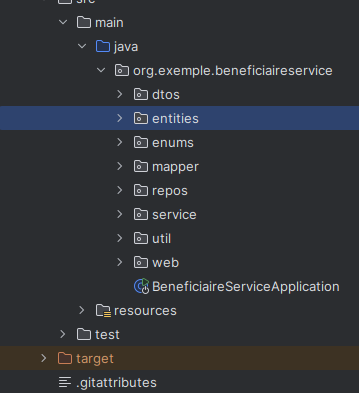 src
main
java
org.exemple.beneficiaireservice
dtos
entities
enums
mapper
repos
service
util
web
BeneficiaireServiceApplication
resources
test
target
.gitattributes